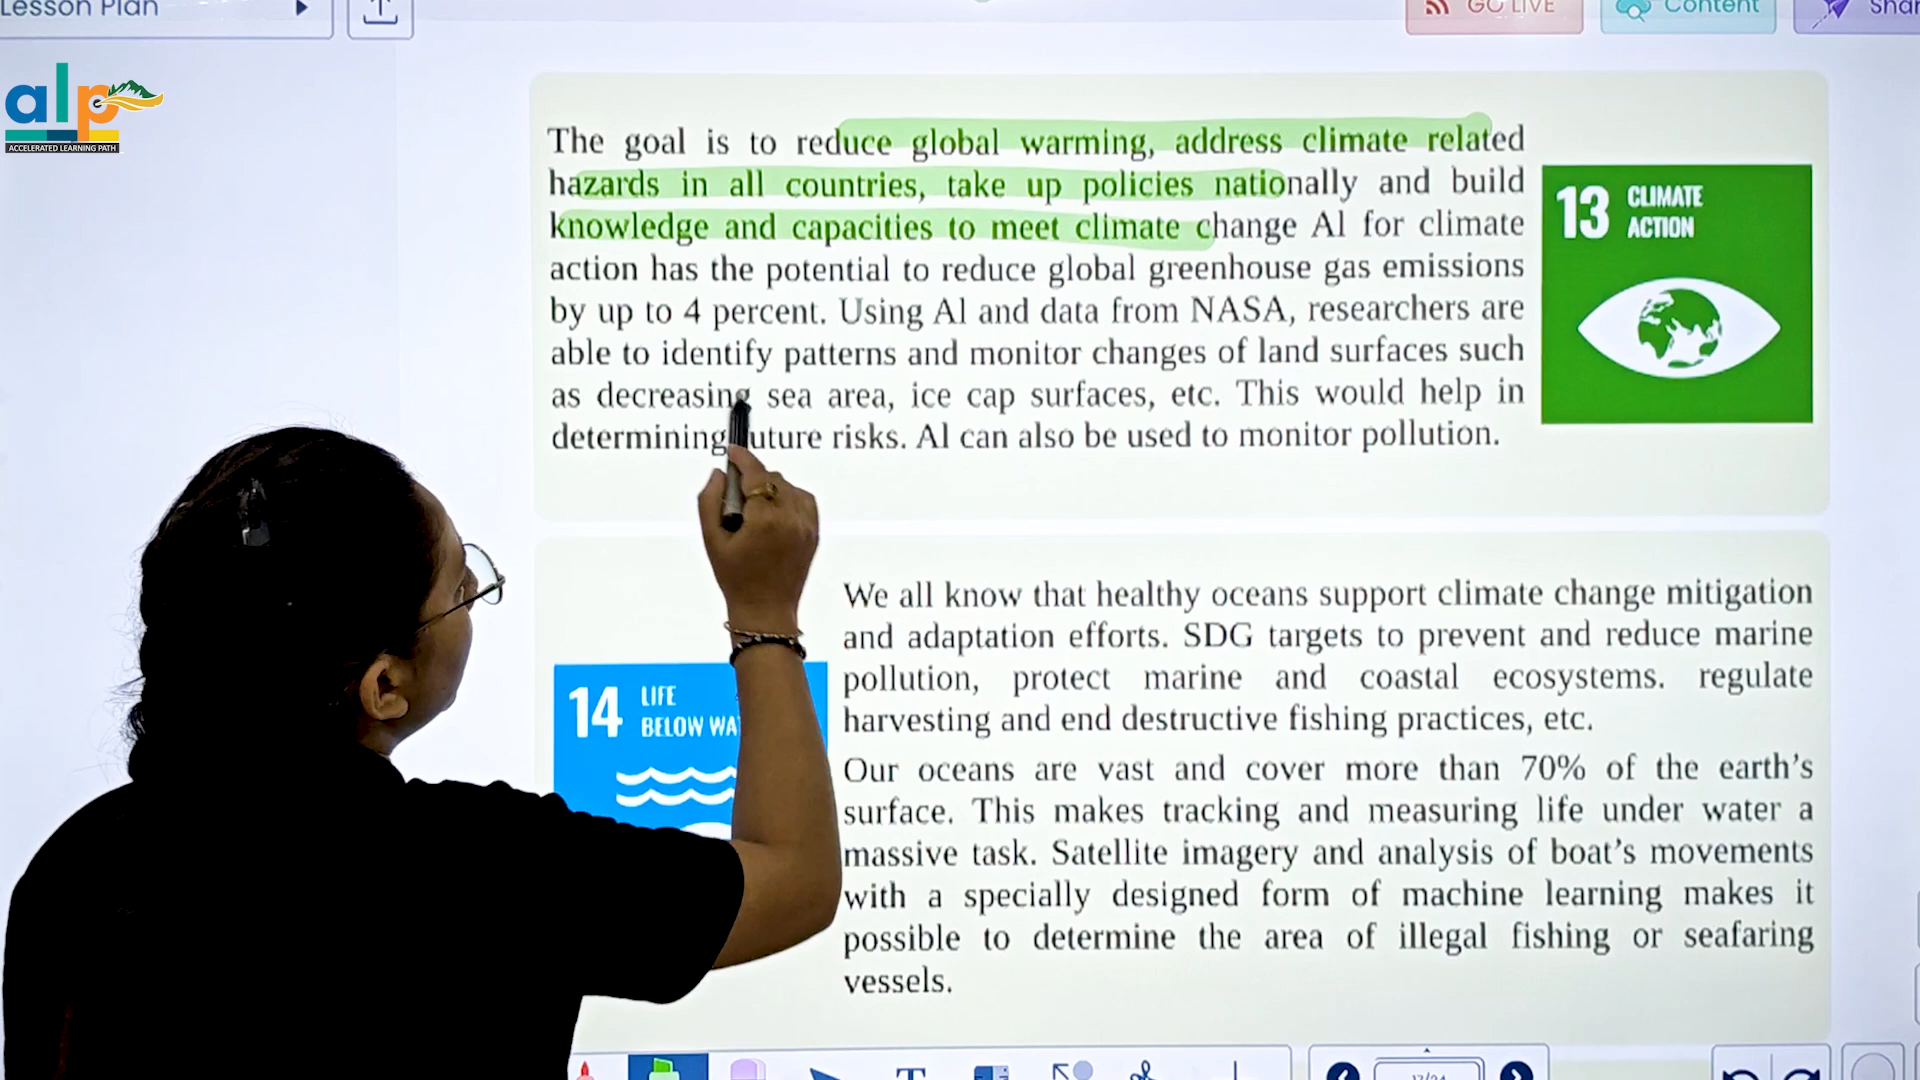 Lesson Plan
GO LIVE
Content
alp
ACCELERATED LEARNING PATH
The goal is to reduce global warming, address climate related
hazards in all countries, take up policies nationally and build
knowledge and capacities to meet climate change Al for climate
action has the potential to reduce global greenhouse gas emissions
by up to 4 percent. Using Al and data from NASA, researchers are
able to identify patterns and monitor changes of land surfaces such
as decreasing sea area, ice cap surfaces, etc. This would help in
determining uture risks. Al can also be used to monitor pollution.
13 CLIMATE
ACTION
14 LIFE
BELOW WA
We all know that healthy oceans support climate change mitigation
and adaptation efforts. SDG targets to prevent and reduce marine
pollution, protect marine and coastal ecosystems. regulate
harvesting and end destructive fishing practices, etc.
Our oceans are vast and cover more than 70% of the earth's
surface. This makes tracking and measuring life under water a
massive task. Satellite imagery and analysis of boat's movements
with a specially designed form of machine learning makes it
possible to determine the area of illegal fishing or seafaring
vessels.